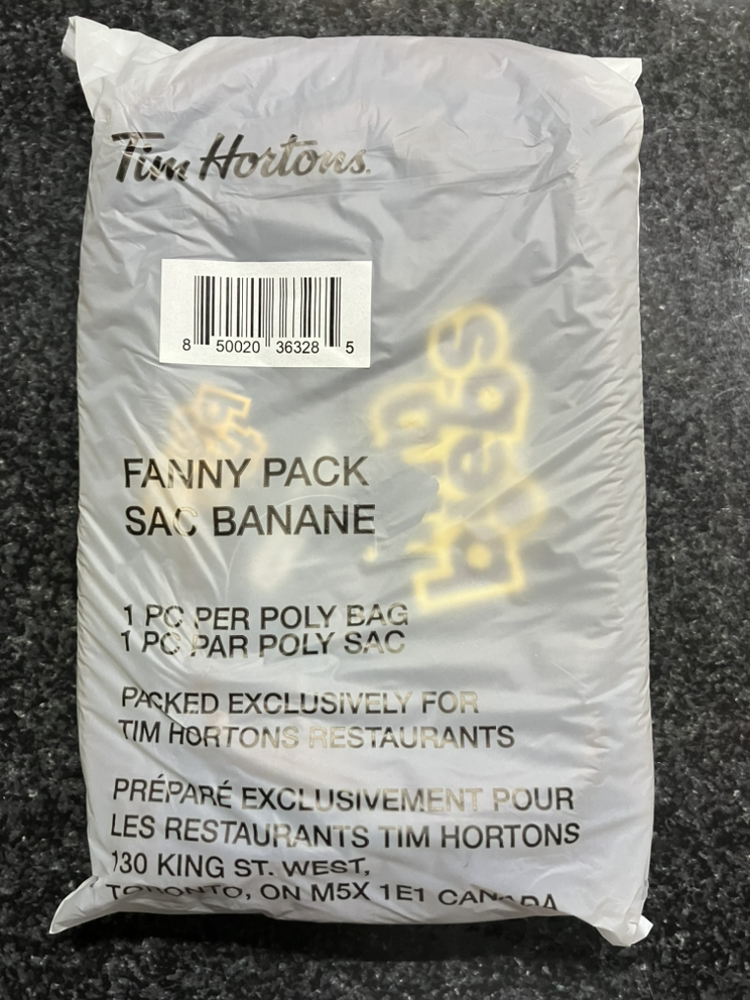 Tim Hortons.
8 50020 36328 5
FANNY PACK
SAC BANANE
1 PC PER POLY BAG
1 PC PAR POLY SAC
PACKED EXCLUSIVELY FOR
TIM HORTONS RESTAURANTS
PRÉPARÉ EXCLUSIVEMENT POUR
LES RESTAURANTS TIM HORTONS
130 KING ST. WEST,
TORONTO, ON M5X 1E1 CANADA